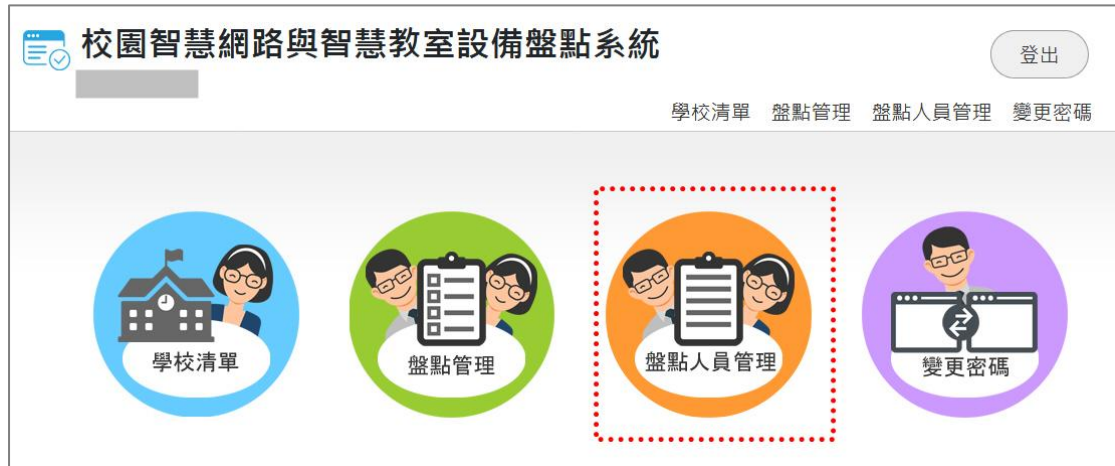 校園智慧網路與智慧教室設備盤點系統
登出
學校清單 盤點管理 盤點人員管理 變更密碼
學校清單
盤點管理
盤點人員管理
變更密碼